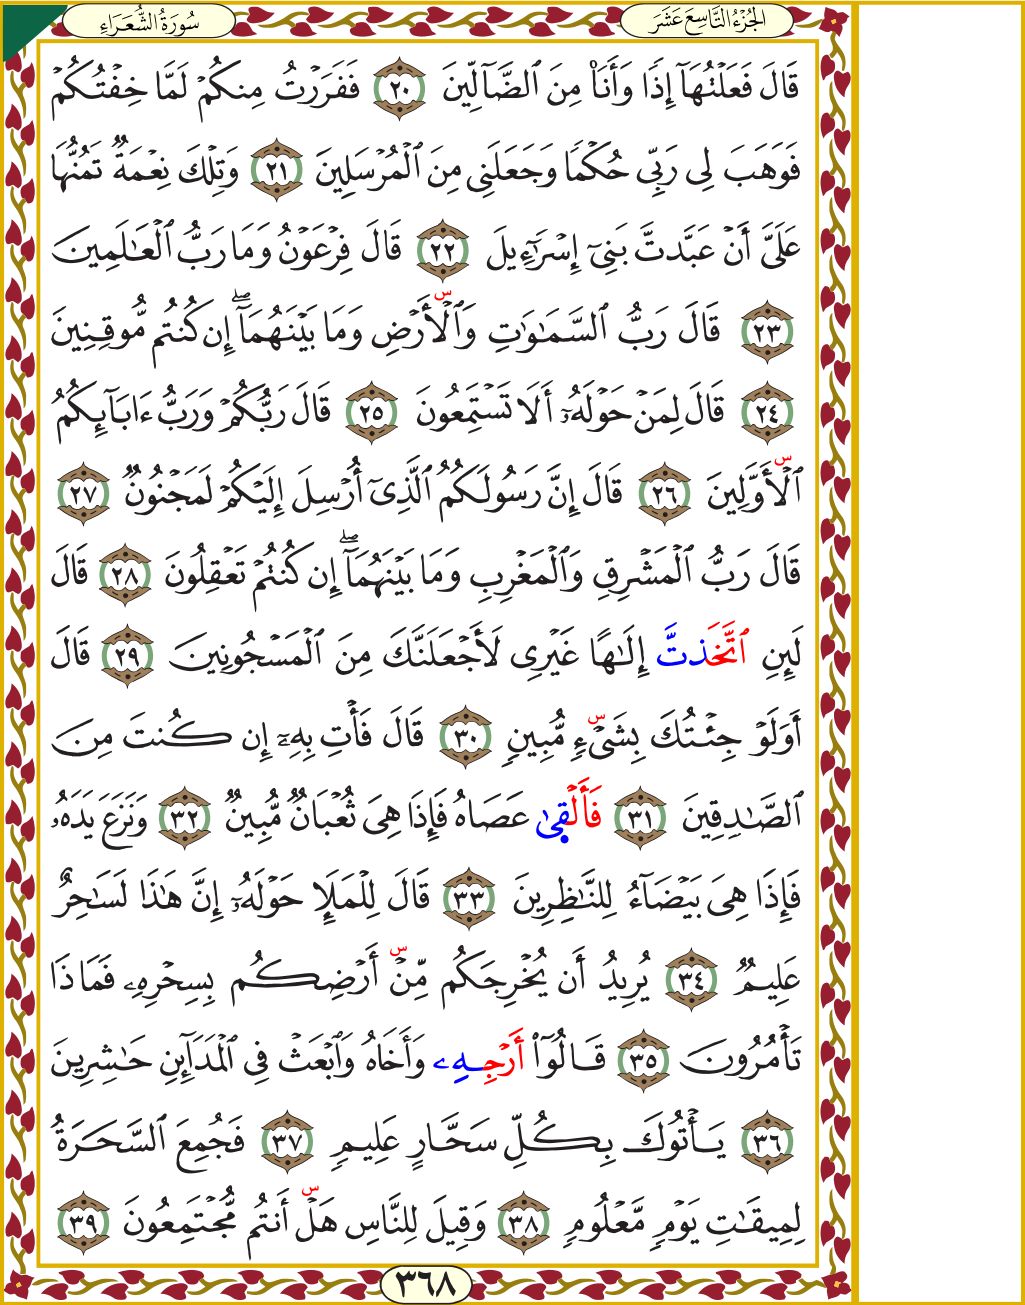 الجُزْءُ التَّاسِعَ عَشَرَ
سُورَةُ الشُّعَرَاءِ
قَالَ فَعَلْتُهَآ إِذًا وَأَنَا۠ مِنَ ٱلضَّآلِّينَ ٢٠ فَفَرَرْتُ مِنكُمْ لَمَّا خِفْتُكُمْ
فَوَهَبَ لِى رَبِّى حُكْمًا وَجَعَلَنِى مِنَ ٱلْمُرْسَلِينَ ٢١ وَتِلْكَ نِعْمَةٌ تَمُنُّهَا
عَلَىَّ أَنْ عَبَّدتَّ بَنِىٓ إِسْرَٰٓءِيلَ ٢٢ قَالَ فِرْعَوْنُ وَمَا رَبُّ ٱلْعَٰلَمِينَ
٢٣ قَالَ رَبُّ ٱلسَّمَٰوَٰتِ وَٱلْأَرْضِ وَمَا بَيْنَهُمَآ ۖ إِن كُنتُم مُّوقِنِينَ
٢٤ قَالَ لِمَنْ حَوْلَهُۥٓ أَلَا تَسْتَمِعُونَ ٢٥ قَالَ رَبُّكُمْ وَرَبُّ ءَابَآئِكُمُ
ٱلْأَوَّلِينَ ٢٦ قَالَ إِنَّ رَسُولَكُمُ ٱلَّذِىٓ أُرْسِلَ إِلَيْكُمْ لَمَجْنُونٌ ٢٧
قَالَ رَبُّ ٱلْمَشْرِقِ وَٱلْمَغْرِبِ وَمَا بَيْنَهُمَآ ۖ إِن كُنتُمْ تَعْقِلُونَ ٢٨ قَالَ
لَئِنِ ٱتَّخَذتَّ إِلَٰهًا غَيْرِى لَأَجْعَلَنَّكَ مِنَ ٱلْمَسْجُونِينَ ٢٩ قَالَ
أَوَلَوْ جِئْتُكَ بِشَىْءٍ مُّبِينٍ ٣٠ قَالَ فَأْتِ بِهِۦٓ إِن كُنتَ مِنَ
ٱلصَّٰدِقِينَ ٣١ فَأَلْقَىٰ عَصَاهُ فَإِذَا هِىَ ثُعْبَانٌ مُّبِينٌ ٣٢ وَنَزَعَ يَدَهُۥ
فَإِذَا هِىَ بَيْضَآءُ لِلنَّٰظِرِينَ ٣٣ قَالَ لِلْمَلَإِ حَوْلَهُۥٓ إِنَّ هَٰذَا لَسَٰحِرٌ
عَلِيمٌ ٣٤ يُرِيدُ أَن يُخْرِجَكُم مِّنْ أَرْضِكُم بِسِحْرِهِۦ فَمَاذَا
تَأْمُرُونَ ٣٥ قَالُوٓا۟ أَرْجِهِۦ وَأَخَاهُ وَٱبْعَثْ فِى ٱلْمَدَآئِنِ حَٰشِرِينَ
٣٦ يَأْتُوكَ بِكُلِّ سَحَّارٍ عَلِيمٍ ٣٧ فَجُمِعَ ٱلسَّحَرَةُ
لِمِيقَٰتِ يَوْمٍ مَّعْلُومٍ ٣٨ وَقِيلَ لِلنَّاسِ هَلْ أَنتُم مُّجْتَمِعُونَ ٣٩
٣٦٨